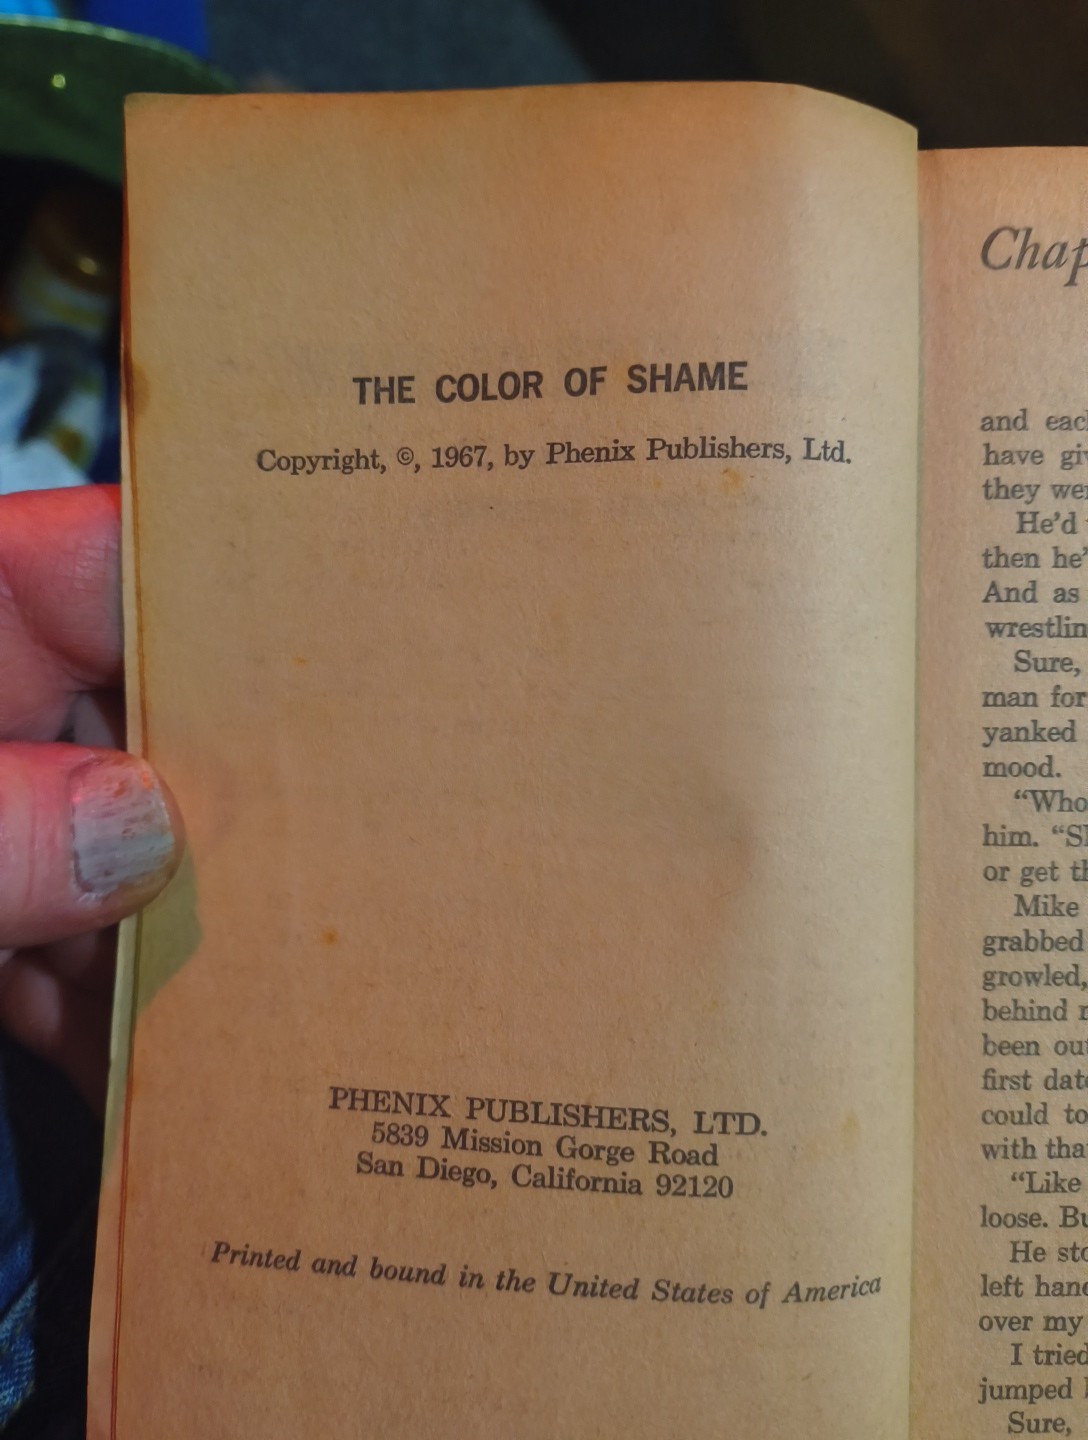 THE COLOR OF SHAME
Copyright, ©, 1967, by Phenix Publishers, Ltd.
PHENIX PUBLISHERS, LTD.
5839 Mission Gorge Road
San Diego, California 92120
Printed and bound in the United States of America
and
have
they
He'd
then
And as
Sure,
man for
yanked
mood.
him.
or get
Mike
grabbed
growled,
behind
been
first
could to
with
"Like
loose.
He
left
over my
I tried
jumped
Sure,